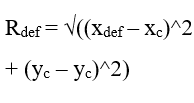 R_def = √((x_def – x_c)^2
+ (y_c – y_c)^2)